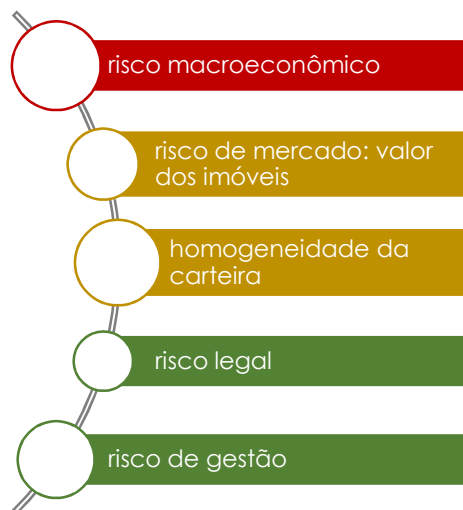 risco macroeconômico
risco de mercado: valor
dos imóveis
homogeneidade da
carteira
risco legal
risco de gestão